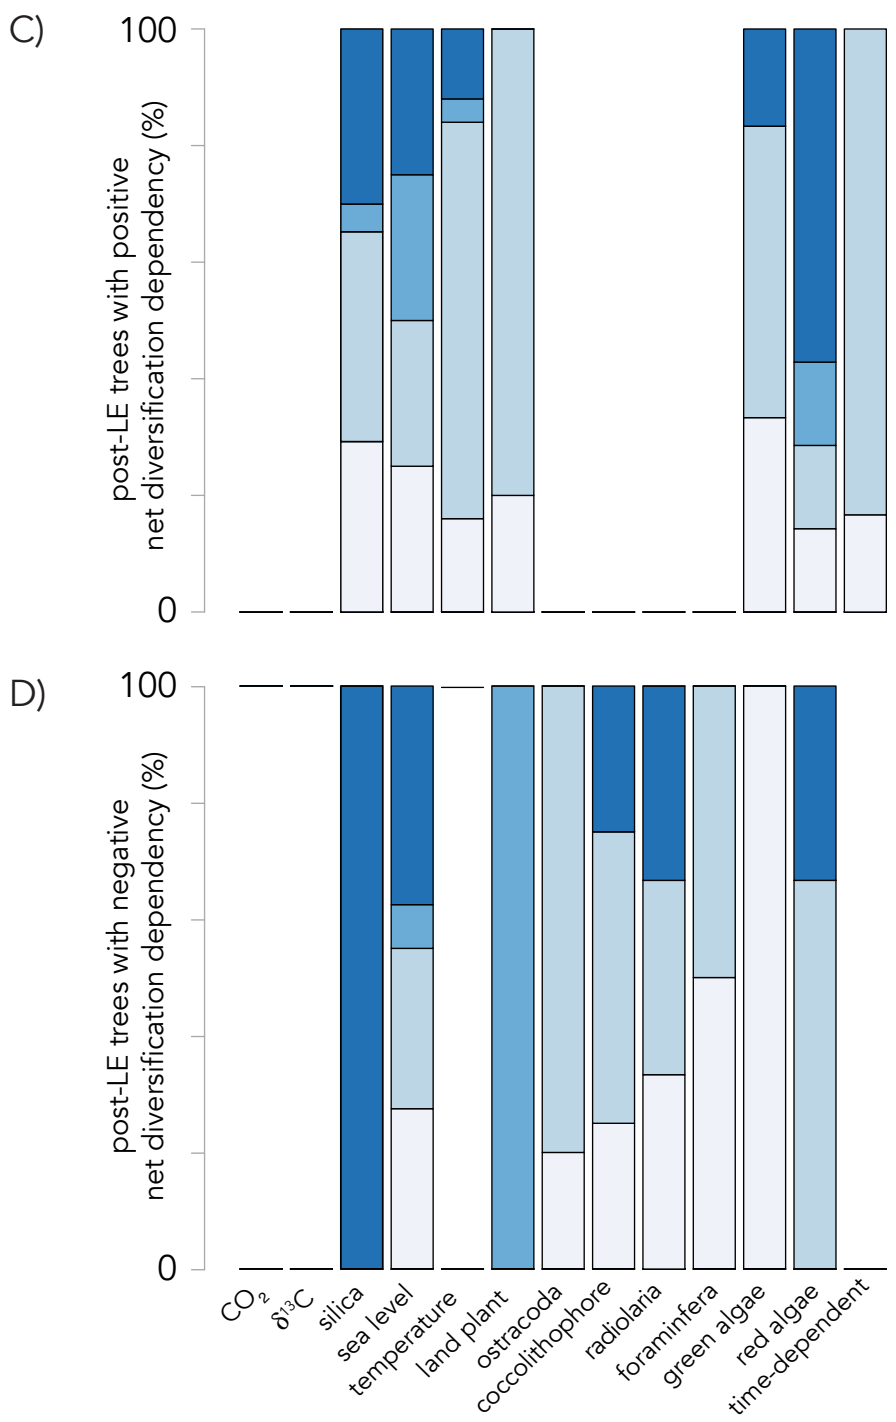 C)
100
post-LE trees with positive
net diversification dependency (%)
0
D)
100
post-LE trees with negative
net diversification dependency (%)
0
CO₂
δ¹³C
silica
sea level
temperature
land plant
ostracoda
coccolithophore
radiolaria
foraminfera
green algae
red algae
time-dependent